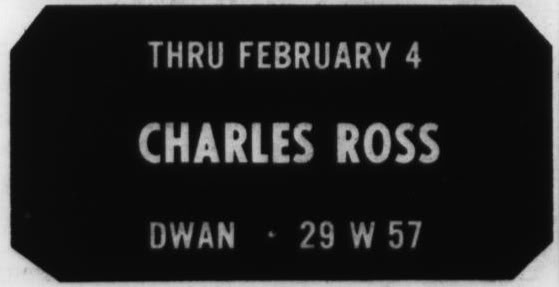 THRU FEBRUARY 4
CHARLES ROSS
DWAN · 29 W 57